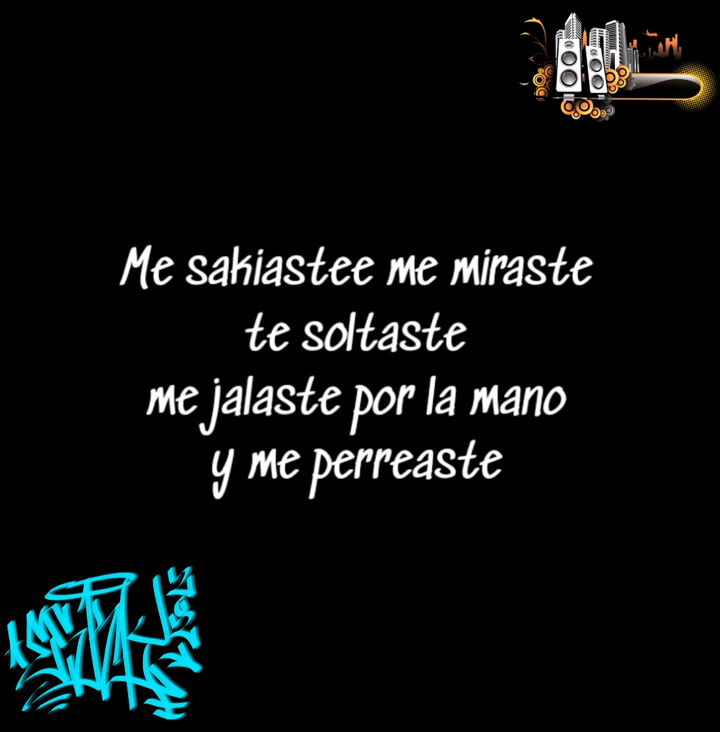 Me sakiastee me miraste
te soltaste
me jalaste por la mano
y me perreaste